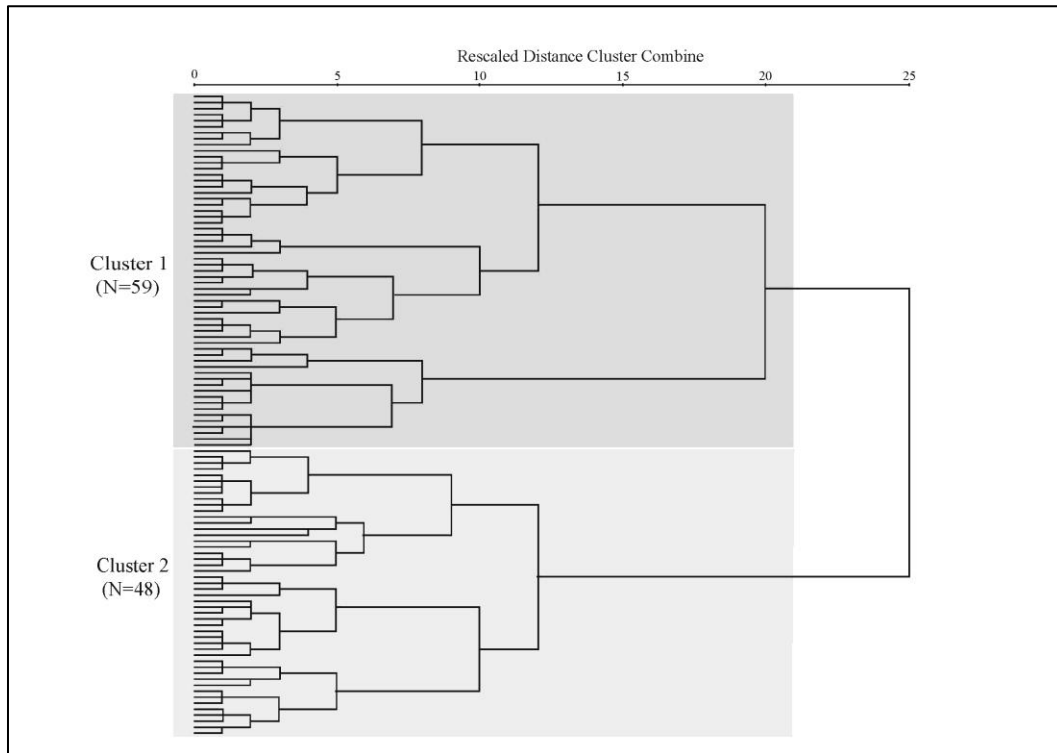 Rescaled Distance Cluster Combine
0 5 10 15 20 25
Cluster 1
(N=59)
Cluster 2
(N=48)